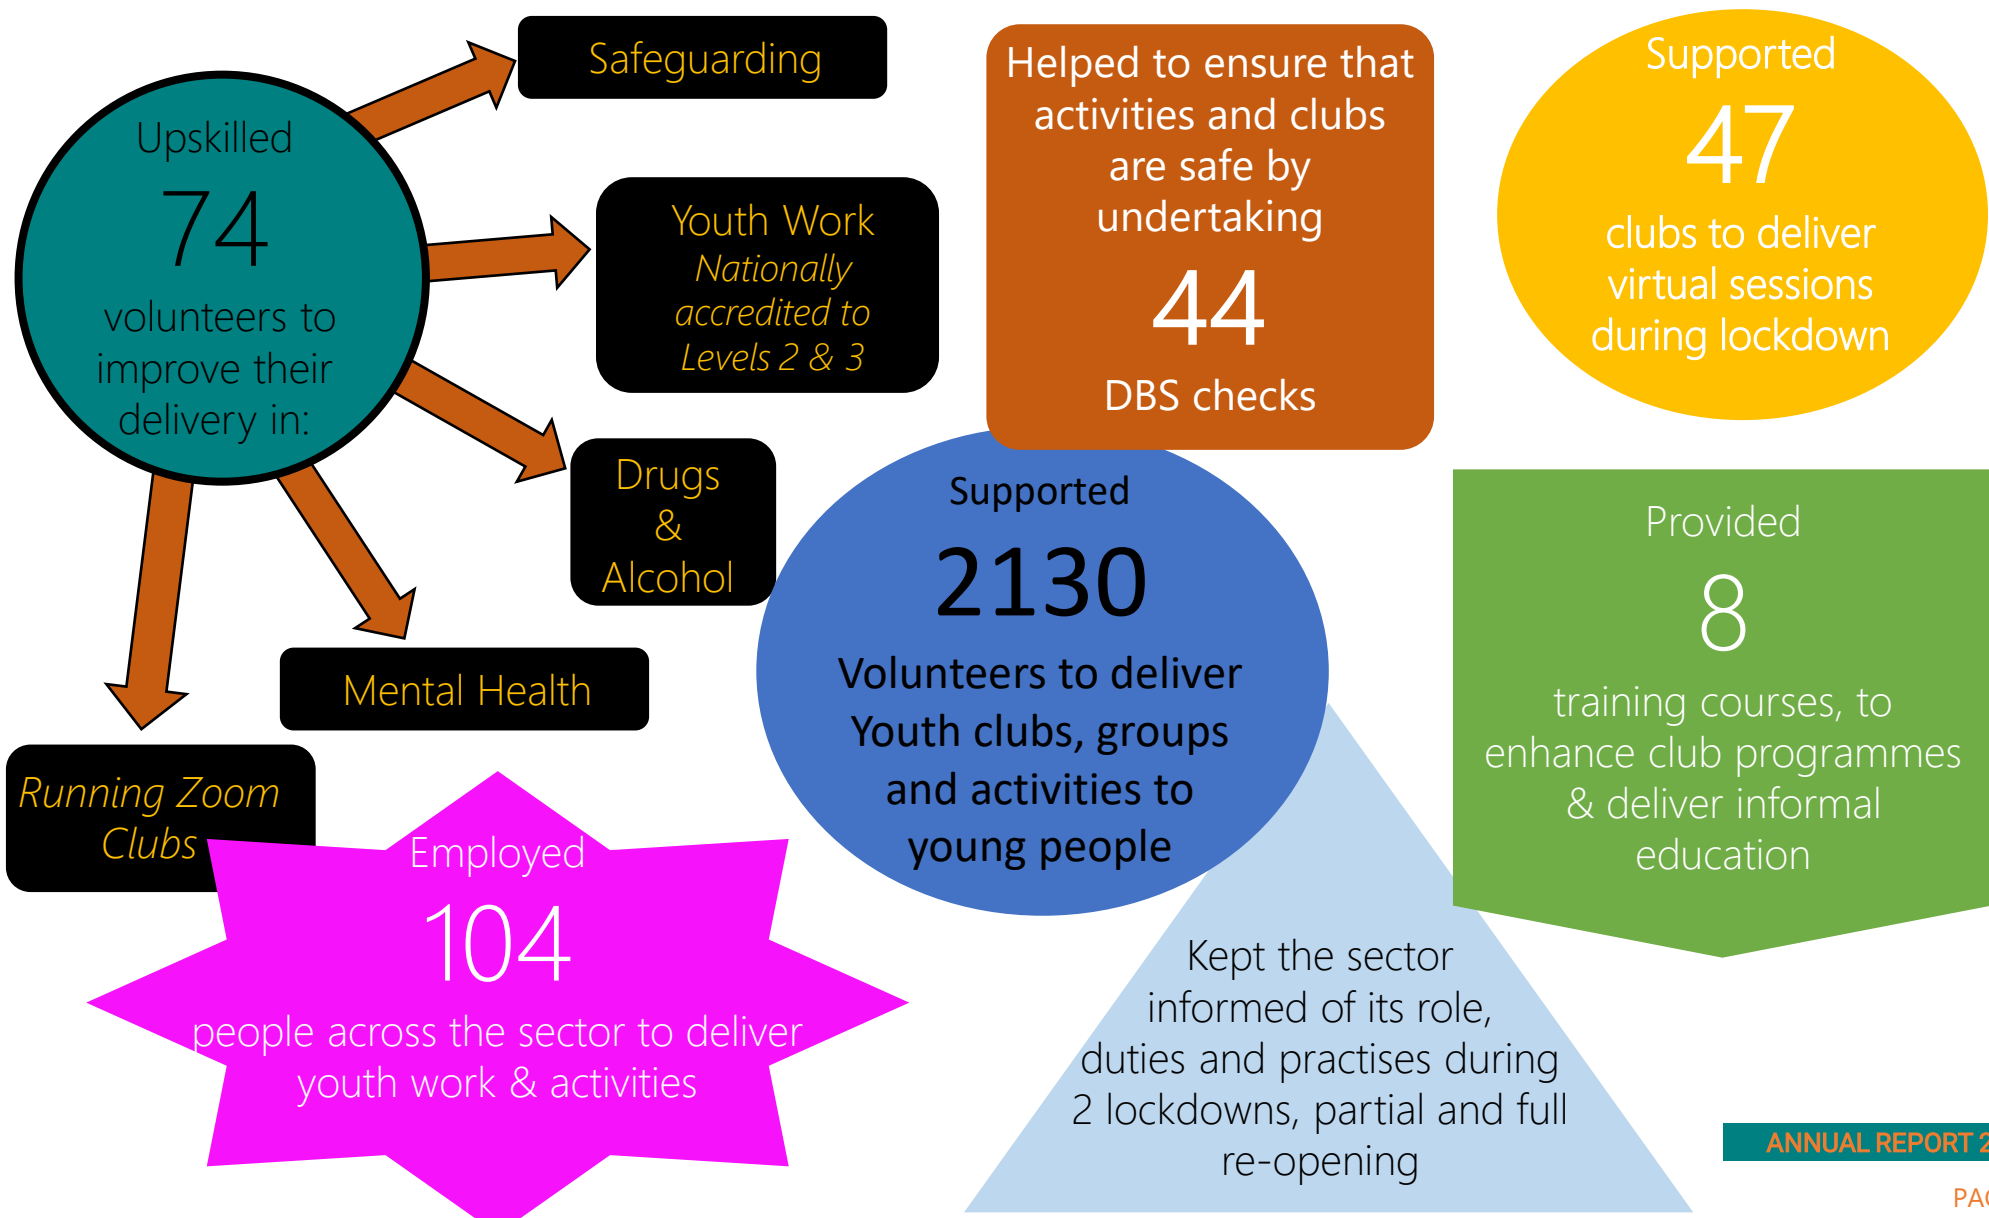 Upskilled
74
volunteers to
improve their
delivery in:
Safeguarding
Youth Work
Nationally
accredited to
Levels 2 & 3
Drugs
&
Alcohol
Mental Health
Running Zoom
Clubs
Helped to ensure that
activities and clubs
are safe by
undertaking
44
DBS checks
Supported
47
clubs to deliver
virtual sessions
during lockdown
Supported
2130
Volunteers to deliver
Youth clubs, groups
and activities to
young people
Provided
8
training courses, to
enhance club programmes
& deliver informal
education
Employed
104
people across the sector to deliver
youth work & activities
Kept the sector
informed of its role,
duties and practises during
2 lockdowns, partial and full
re-opening
ANNUAL REPORT 2